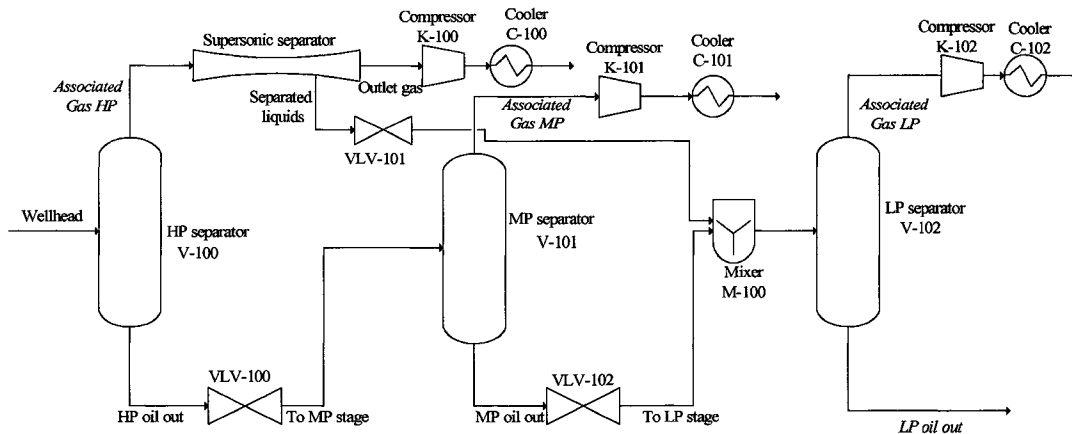 Compressor
K-100
Cooler
C-100
Supersonic separator
Compressor
K-101
Cooler
C-101
Compressor
K-102
Cooler
C-102
Associated
Gas HP
Separated
liquids
Outlet gas
Associated
Gas MP
Associated
Gas LP
VLV-101
Wellhead
HP separator
V-100
MP separator
V-101
LP separator
V-102
Mixer
M-100
VLV-100
VLV-102
HP oil out
To MP stage
MP oil out
To LP stage
LP oil out